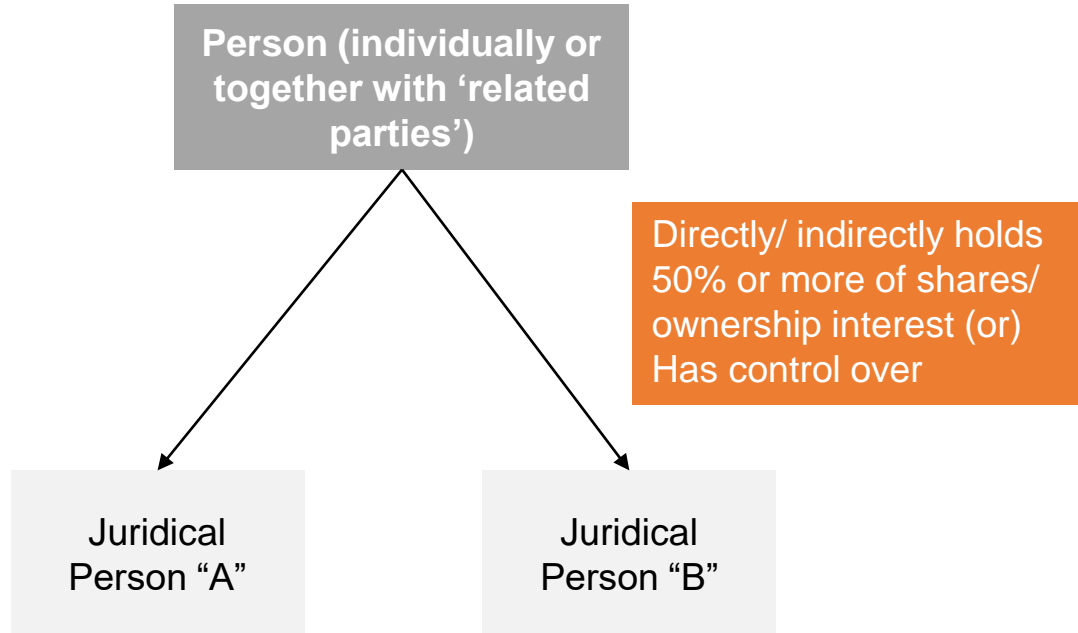 Person (individually or
together with ‘related
parties’)
Directly/ indirectly holds
50% or more of shares/
ownership interest (or)
Has control over
Juridical
Person “A”
Juridical
Person “B”